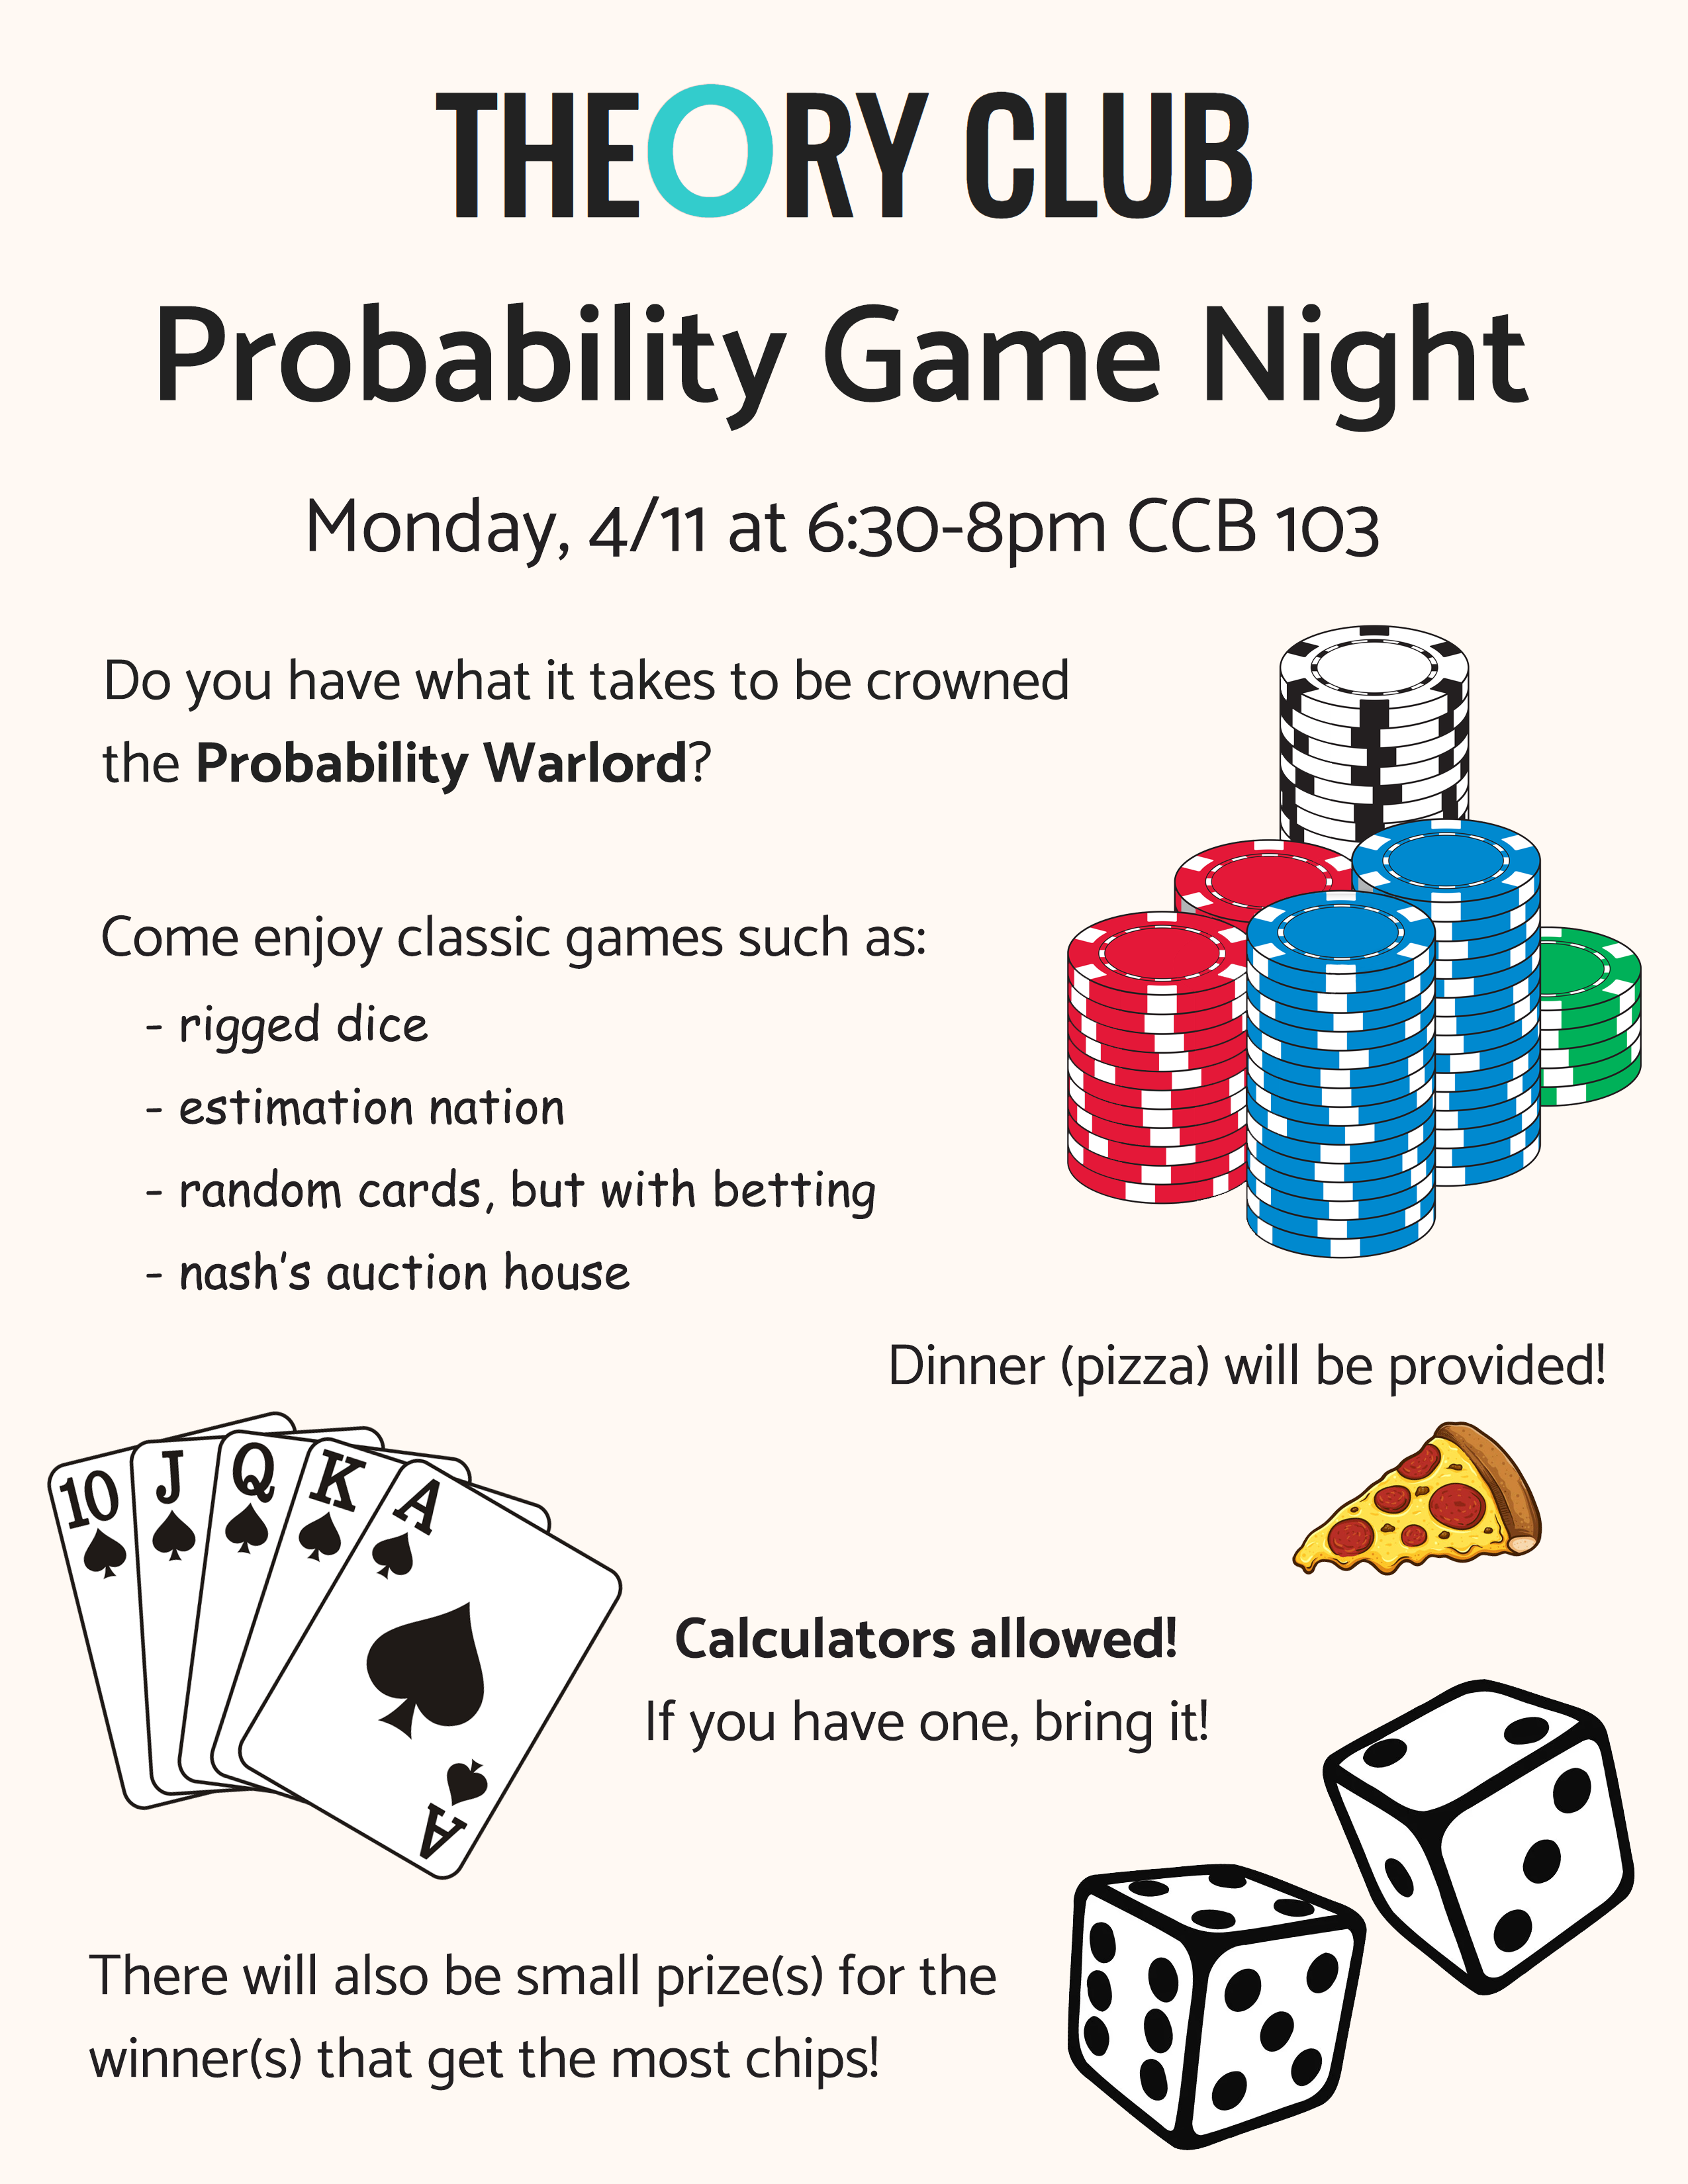 THEORY CLUB
Probability Game Night
Monday, 4/11 at 6:30-8pm CCB 103
Do you have what it takes to be crowned
the Probability Warlord?
Come enjoy classic games such as:
- rigged dice
- estimation nation
- random cards, but with betting
- nash's auction house
Dinner (pizza) will be provided!
10 J Q K A
A
Calculators allowed!
If you have one, bring it!
There will also be small prize(s) for the
winner(s) that get the most chips!